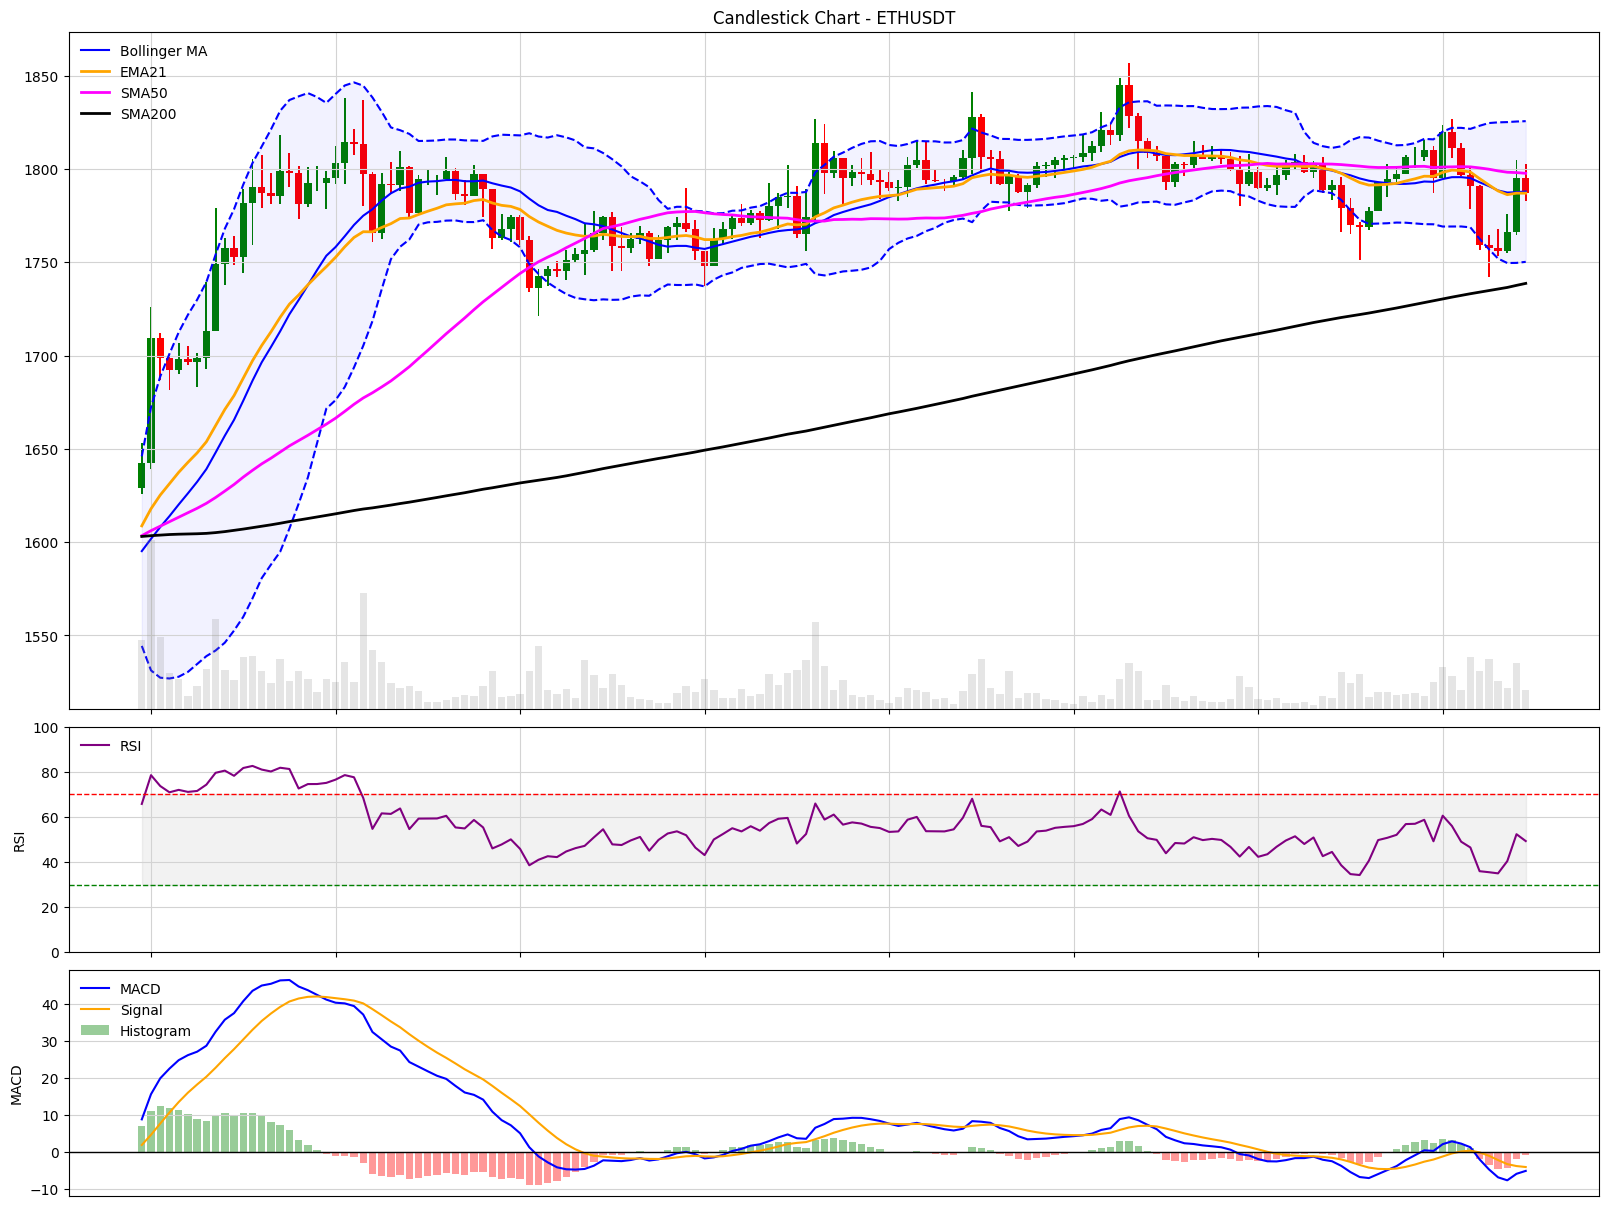 Candlestick Chart - ETHUSDT
Bollinger MA
EMA21
SMA50
SMA200
1850
1800
1750
1700
1650
1600
1550
RSI
RSI
100
80
60
40
20
0
MACD
Signal
Histogram
MACD
40
30
20
10
0
−10